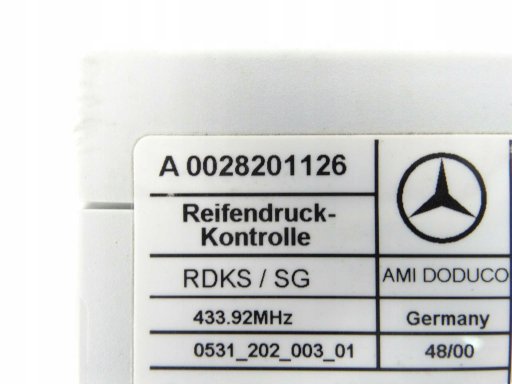 A 0028201126
Reifendruck-
Kontrolle
RDKS / SG
AMI DODUCO
433.92MHz
Germany
0531_202_003_01
48/00